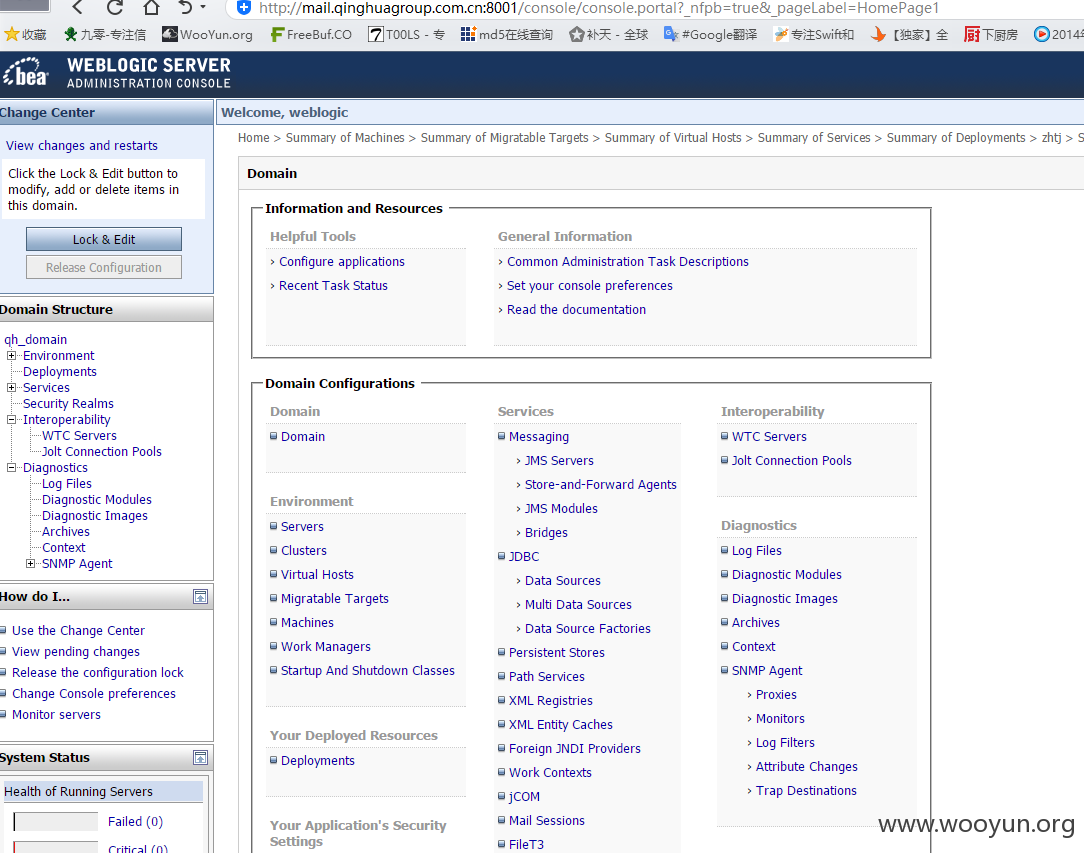 http://mail.qinghuagroup.com.cn:8001/console/console.portal?_nfpb=true&_pageLabel=HomePage1
收藏 九零-专注信 WooYun.org FreeBuf.CO T00LS - 专 md5在线查询 补天 - 全球 #Google翻译 专注Swift和 【独家】全 厨 下厨房 2014年
bea WEBLOGIC SERVER
ADMINISTRATION CONSOLE
Change Center
View changes and restarts
Click the Lock & Edit button to
modify, add or delete items in
this domain.
Lock & Edit
Release Configuration
Domain Structure
qh_domain
Environment
Deployments
Services
Security Realms
Interoperability
WTC Servers
Jolt Connection Pools
Diagnostics
Log Files
Diagnostic Modules
Diagnostic Images
Archives
Context
SNMP Agent
How do I...
Use the Change Center
View pending changes
Release the configuration lock
Change Console preferences
Monitor servers
System Status
Health of Running Servers
Failed (0)
Critical (0)
Welcome, weblogic
Home > Summary of Machines > Summary of Migratable Targets > Summary of Virtual Hosts > Summary of Services > Summary of Deployments > zhtj > S
Domain
Information and Resources
Helpful Tools
› Configure applications
› Recent Task Status
General Information
› Common Administration Task Descriptions
› Set your console preferences
› Read the documentation
Domain Configurations
Domain
Domain
Environment
Servers
Clusters
Virtual Hosts
Migratable Targets
Machines
Work Managers
Startup And Shutdown Classes
Your Deployed Resources
Deployments
Your Application's Security
Settings
Services
Messaging
› JMS Servers
› Store-and-Forward Agents
› JMS Modules
› Bridges
JDBC
› Data Sources
› Multi Data Sources
› Data Source Factories
Persistent Stores
Path Services
XML Registries
XML Entity Caches
Foreign JNDI Providers
Work Contexts
jCOM
Mail Sessions
FileT3
Interoperability
WTC Servers
Jolt Connection Pools
Diagnostics
Log Files
Diagnostic Modules
Diagnostic Images
Archives
Context
SNMP Agent
› Proxies
› Monitors
› Log Filters
› Attribute Changes
› Trap Destinations
www.wooyun.org